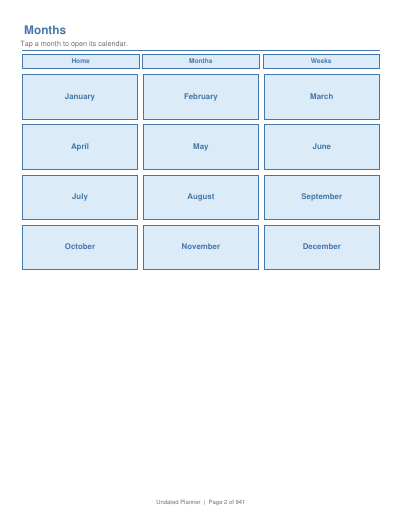 Months
Tap a month to open its calendar.
Home Months Weeks
January February March
April May June
July August September
October November December
Undated Planner | Page 2 of 941